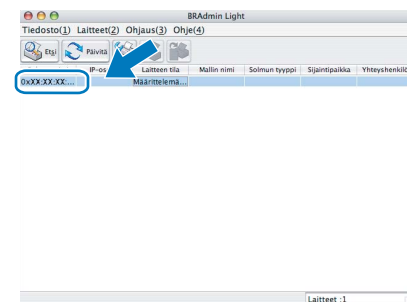 BRAdmin Light
Tiedosto(1) Laitteet(2) Ohjaus(3) Ohje(4)
Etsi Päivitä
IP-os Laitteen tila Mallin nimi Solmun tyyppi Sijaintipaikka Yhteyshenkilö
0xXX:XX:XX:... Määrittelemä...
Laitteet :1